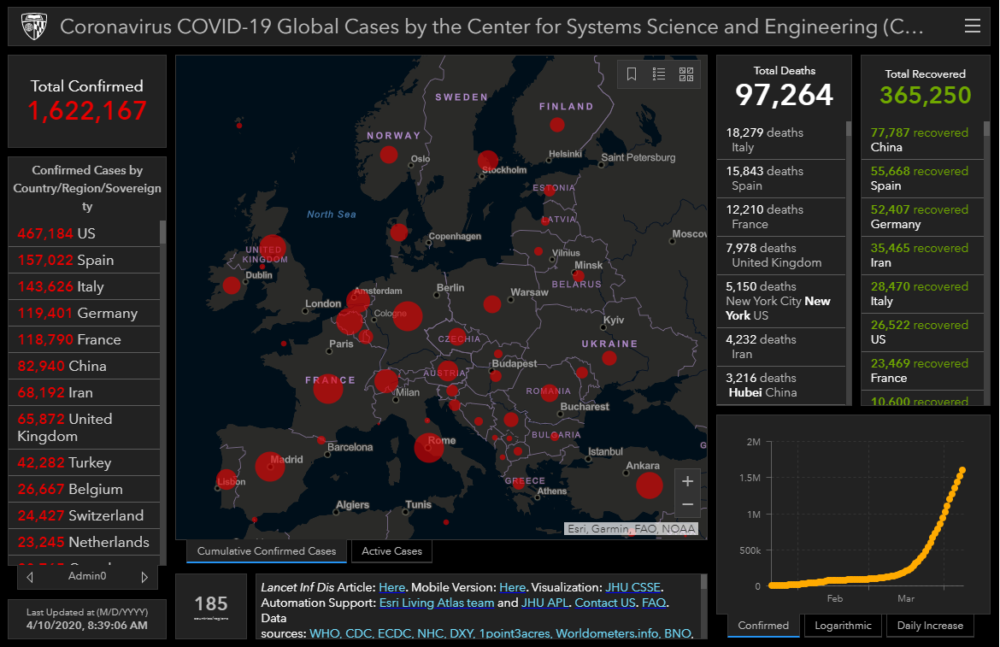 Coronavirus COVID-19 Global Cases by the Center for Systems Science and Engineering (C...
Total Confirmed
1,622,167
Confirmed Cases by
Country/Region/Sovereign
ty
467,184 US
157,022 Spain
143,626 Italy
119,401 Germany
118,790 France
82,940 China
68,192 Iran
65,872 United
Kingdom
42,282 Turkey
26,667 Belgium
24,427 Switzerland
23,245 Netherlands
Admin0
Last Updated at (M/D/YYYY)
4/10/2020, 8:39:06 AM
SWEDEN
FINLAND
NORWAY
Oslo
Helsinki
Saint Petersburg
Stockholm
ESTONIA
North Sea
LATVIA
Moscow
Copenhagen
UNITED
KINGDOM
Vilnius
Dublin
Minsk
BELARUS
Amsterdam
Berlin
Warsaw
London
Cologne
Kyiv
Paris
CZECHIA
UKRAINE
Budapest
AUSTRIA
FRANCE
Milan
ROMANIA
Bucharest
BULGARIA
Rome
Barcelona
Istanbul
Madrid
Ankara
Lisbon
GREECE
Athens
Algiers
Tunis
G
+
−
Esri, Garmin, FAO, NOAA
Cumulative Confirmed Cases
Active Cases
185
countries/regions
Lancet Inf Dis Article: Here. Mobile Version: Here. Visualization: JHU CSSE.
Automation Support: Esri Living Atlas team and JHU APL. Contact US. FAQ.
Data
sources: WHO, CDC, ECDC, NHC, DXY, 1point3acres, Worldometers.info, BNO,
Total Deaths
97,264
18,279 deaths
Italy
15,843 deaths
Spain
12,210 deaths
France
7,978 deaths
United Kingdom
5,150 deaths
New York City New
York US
4,232 deaths
Iran
3,216 deaths
Hubei China
Total Recovered
365,250
77,787 recovered
China
55,668 recovered
Spain
52,407 recovered
Germany
35,465 recovered
Iran
28,470 recovered
Italy
26,522 recovered
US
23,469 recovered
France
10,600 recovered
2M
1.5M
1M
500k
0
Feb
Mar
Confirmed
Logarithmic
Daily Increase